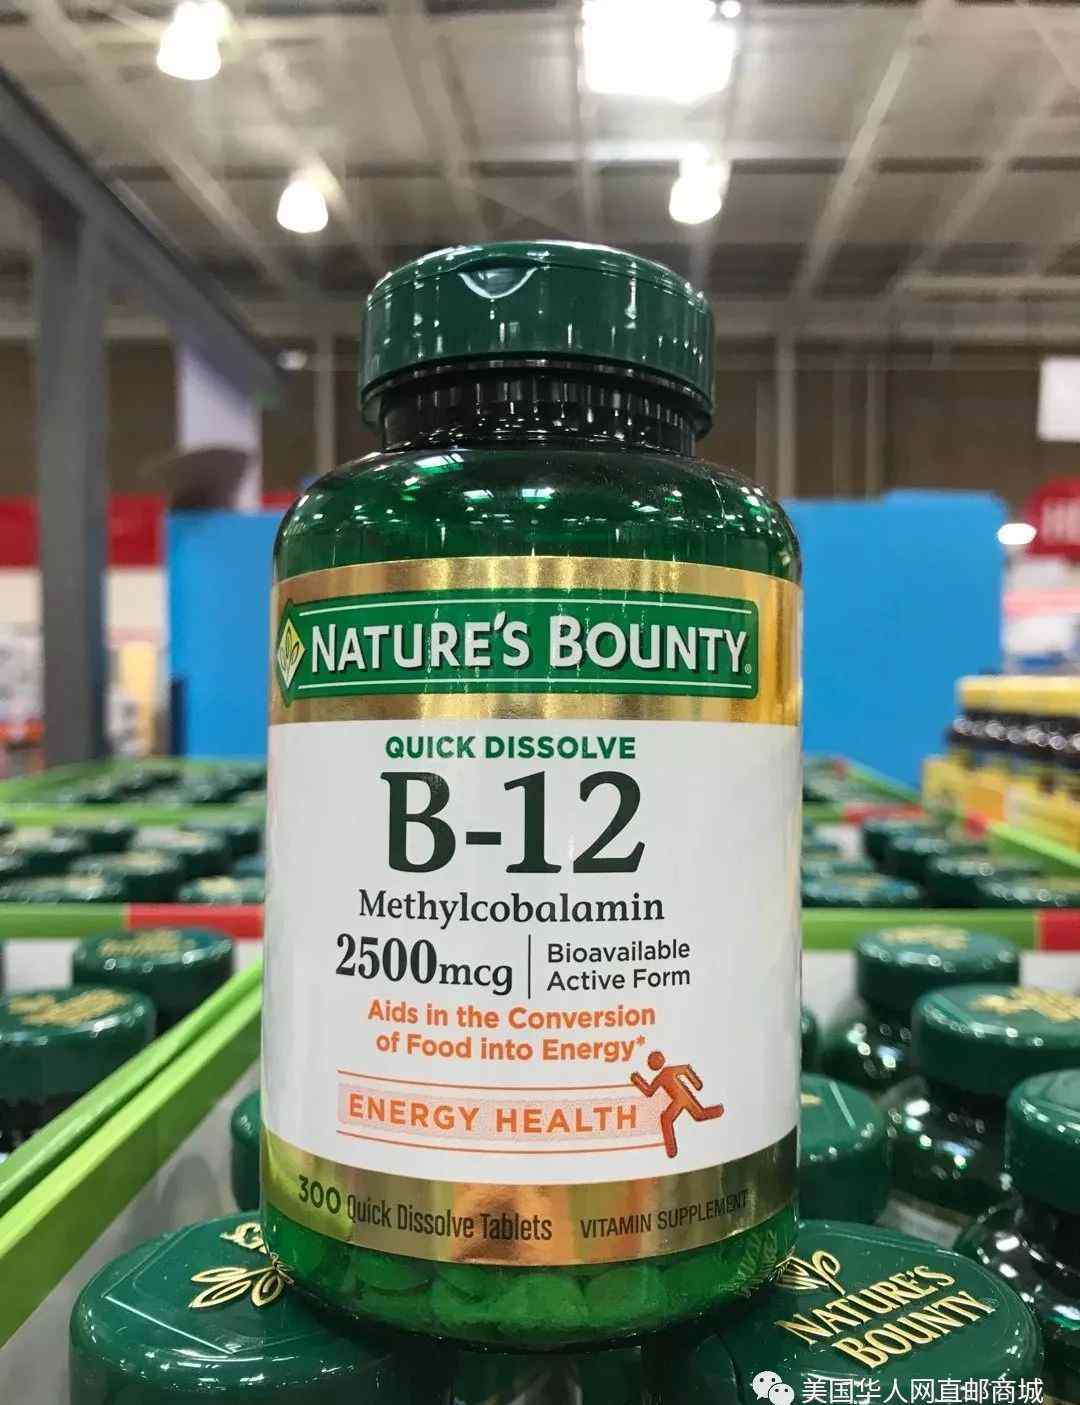 NATURE'S BOUNTY®
QUICK DISSOLVE
B-12
Methylcobalamin
2500mcg
Bioavailable
Active Form
Aids in the Conversion
of Food into Energy*
ENERGY HEALTH
300 Quick Dissolve Tablets
VITAMIN SUPPLEMENT
NATURE'S
BOUNTY
美国华人网直邮商城